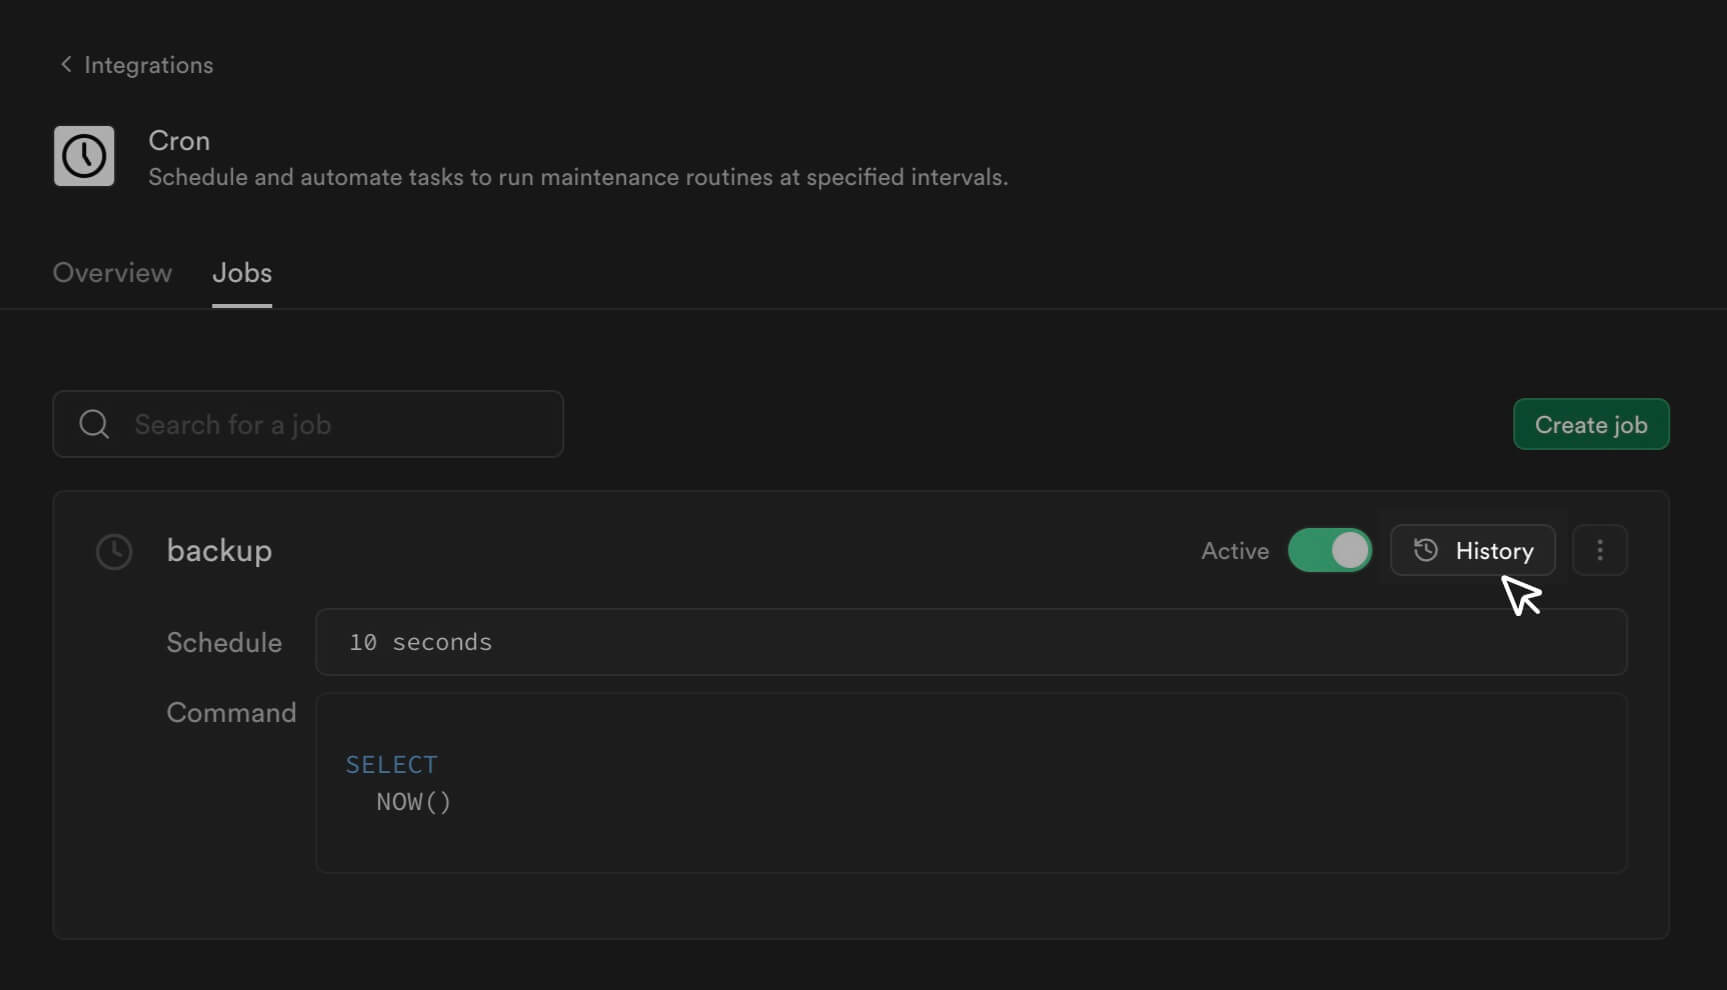 Integrations
Cron
Schedule and automate tasks to run maintenance routines at specified intervals.
Overview
Jobs
Search for a job
Create job
backup
Active
History
Schedule
10 seconds
Command
SELECT
NOW()